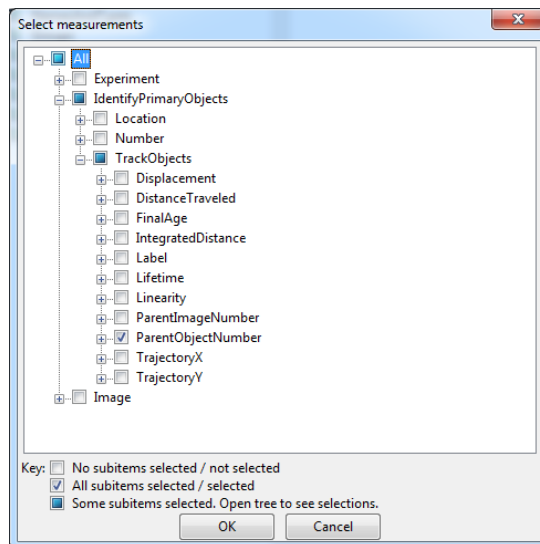 Select measurements
All
Experiment
IdentifyPrimaryObjects
Location
Number
TrackObjects
Displacement
DistanceTraveled
FinalAge
IntegratedDistance
Label
Lifetime
Linearity
ParentImageNumber
ParentObjectNumber
TrajectoryX
TrajectoryY
Image
Key: No subitems selected / not selected
All subitems selected / selected
Some subitems selected. Open tree to see selections.
OK Cancel